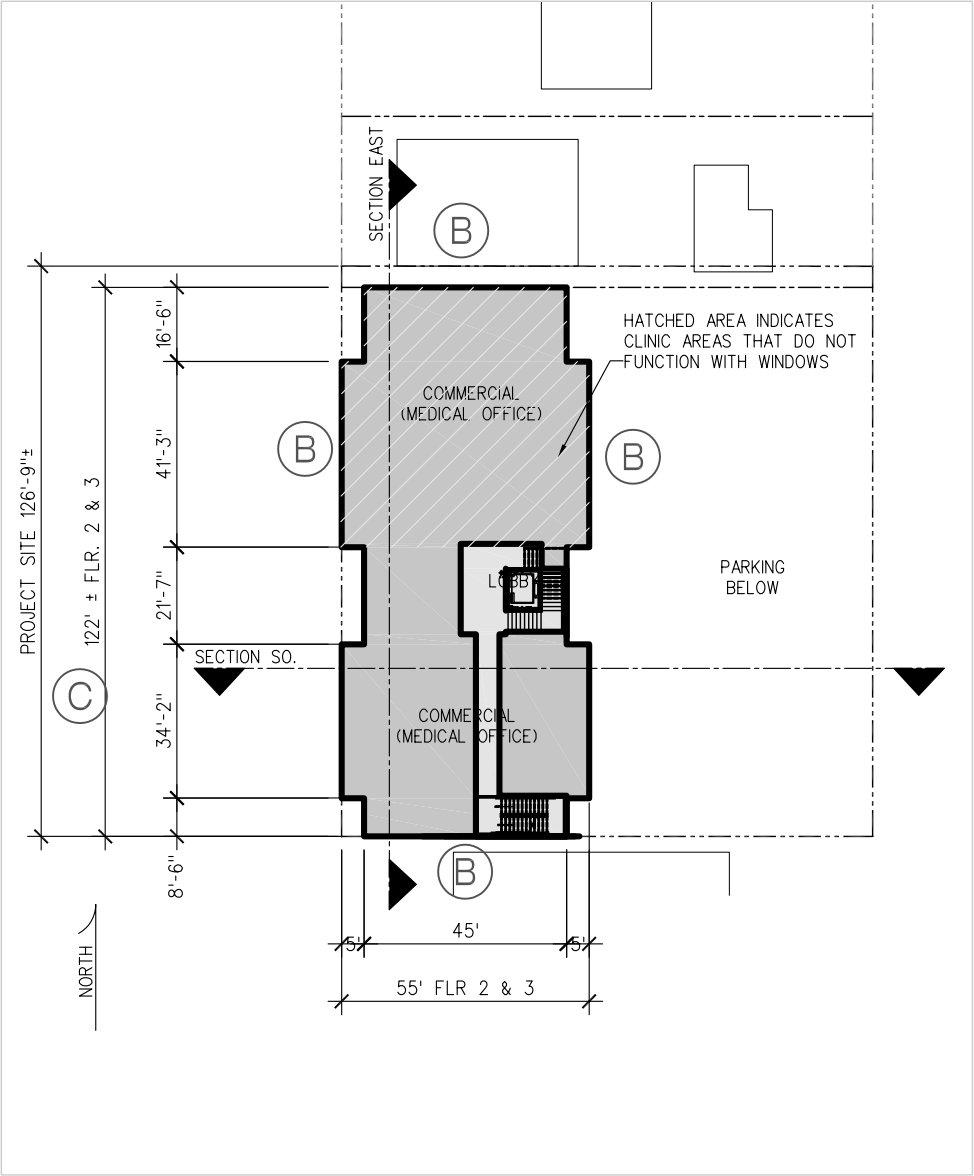 SECTION EAST
B
HATCHED AREA INDICATES
CLINIC AREAS THAT DO NOT
FUNCTION WITH WINDOWS
16'-6"
COMMERCIAL
(MEDICAL OFFICE)
B
B
41'-3"
PROJECT SITE 126'-9"±
122' ± FLR. 2 & 3
21'-7"
LOBBY
PARKING
BELOW
SECTION SO.
C
34'-2"
COMMERCIAL
(MEDICAL OFFICE)
8'-6"
B
NORTH
5'
45'
5'
55' FLR 2 & 3